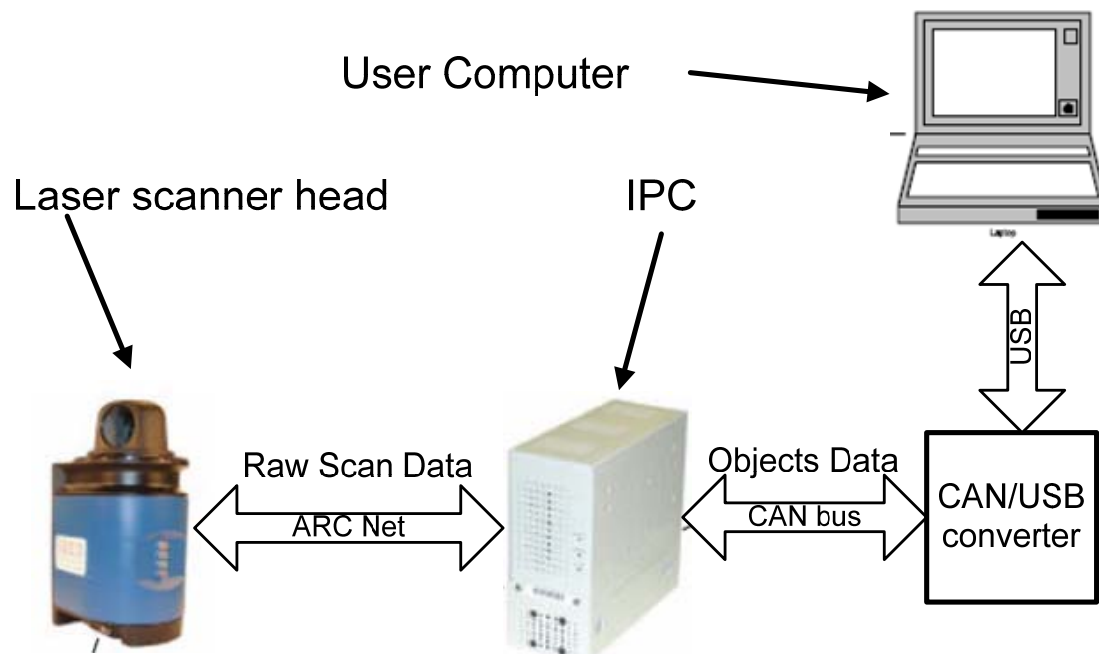 User Computer
Laser scanner head
IPC
Laptop
USB
Raw Scan Data
ARC Net
Objects Data
CAN bus
CAN/USB
converter